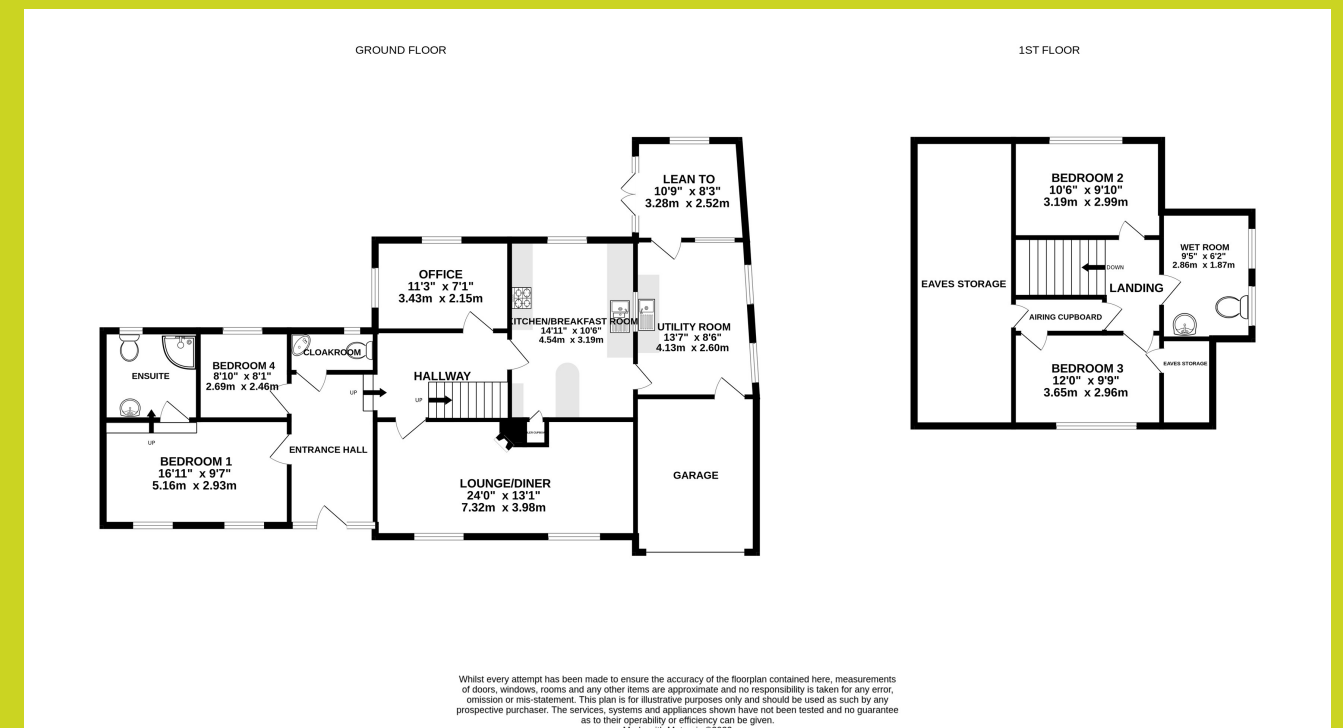 GROUND FLOOR
1ST FLOOR
LEAN TO
10'9" x 8'3"
3.28m x 2.52m
OFFICE
11'3" x 7'1"
3.43m x 2.15m
KITCHEN/BREAKFAST ROOM
14'11" x 10'6"
4.54m x 3.19m
UTILITY ROOM
13'7" x 8'6"
4.13m x 2.60m
CLOAKROOM
BEDROOM 4
8'10" x 8'1"
2.69m x 2.46m
ENSUITE
HALLWAY
UP
UP
UP
ENTRANCE HALL
BEDROOM 1
16'11" x 9'7"
5.16m x 2.93m
LOUNGE/DINER
24'0" x 13'1"
7.32m x 3.98m
GARAGE
BEDROOM 2
10'6" x 9'10"
3.19m x 2.99m
WET ROOM
9'5" x 6'2"
2.86m x 1.87m
DOWN
EAVES STORAGE
LANDING
AIRING CUPBOARD
BEDROOM 3
12'0" x 9'9"
3.65m x 2.96m
EAVES STORAGE
Whilst every attempt has been made to ensure the accuracy of the floorplan contained here, measurements
of doors, windows, rooms and any other items are approximate and no responsibility is taken for any error,
omission or mis-statement. This plan is for illustrative purposes only and should be used as such by any
prospective purchaser. The services, systems and appliances shown have not been tested and no guarantee
as to their operability or efficiency can be given.